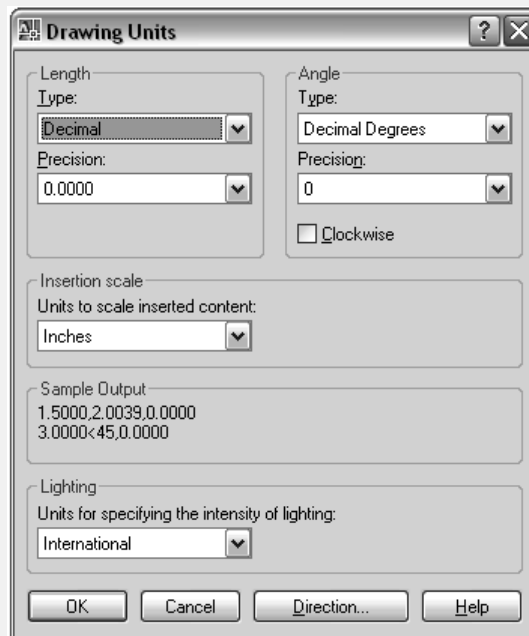 Drawing Units
Length
Type:
Decimal
Precision:
0.0000
Angle
Type:
Decimal Degrees
Precision:
0
Clockwise
Insertion scale
Units to scale inserted content:
Inches
Sample Output
1.5000,2.0039,0.0000
3.0000<45,0.0000
Lighting
Units for specifying the intensity of lighting:
International
OK Cancel Direction... Help